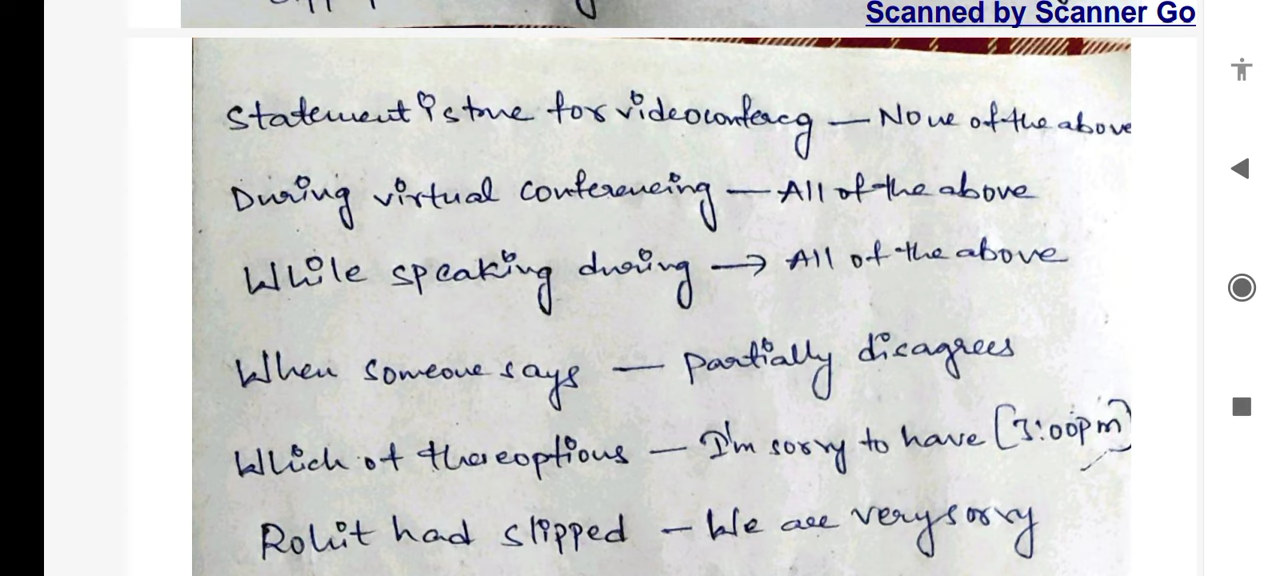 Scanned by Scanner Go
Statement is true for videoconfercg — None of the above
During virtual conferencing — All of the above
While speaking during → All of the above
When someone says — partially disagrees
Which of these options — I'm sorry to have [3:00pm]
Rohit had slipped — We are very sorry